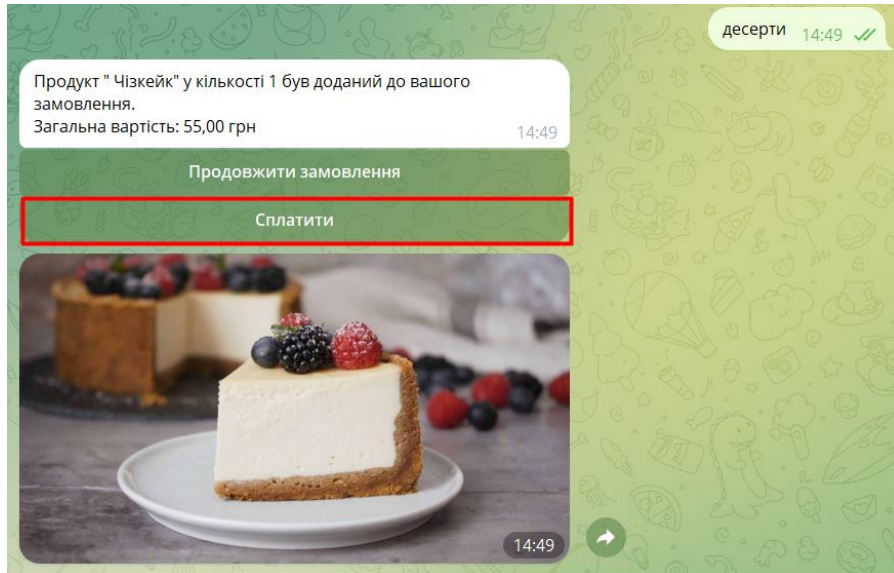 десерти 14:49
Продукт " Чізкейк" у кількості 1 був доданий до вашого
замовлення.
Загальна вартість: 55,00 грн 14:49
Продовжити замовлення
Сплатити
14:49